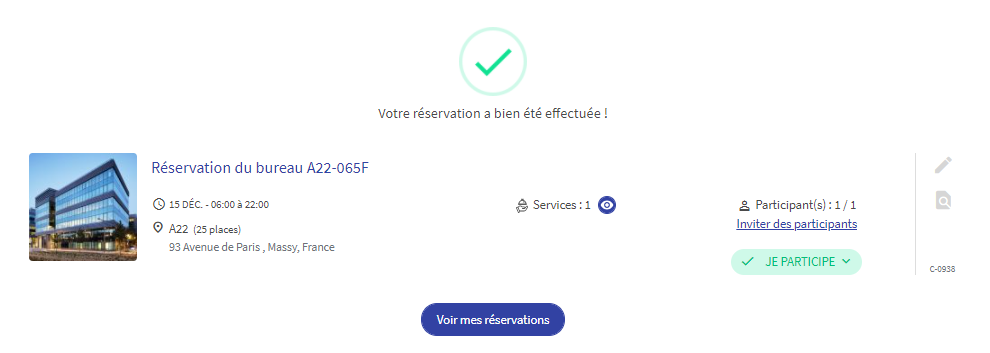 Votre réservation a bien été effectuée !
Réservation du bureau A22-065F
15 DÉC. - 06:00 à 22:00
Services : 1
Participant(s) : 1 / 1
A22 (25 places)
Inviter des participants
93 Avenue de Paris , Massy, France
JE PARTICIPE
C-0938
Voir mes réservations